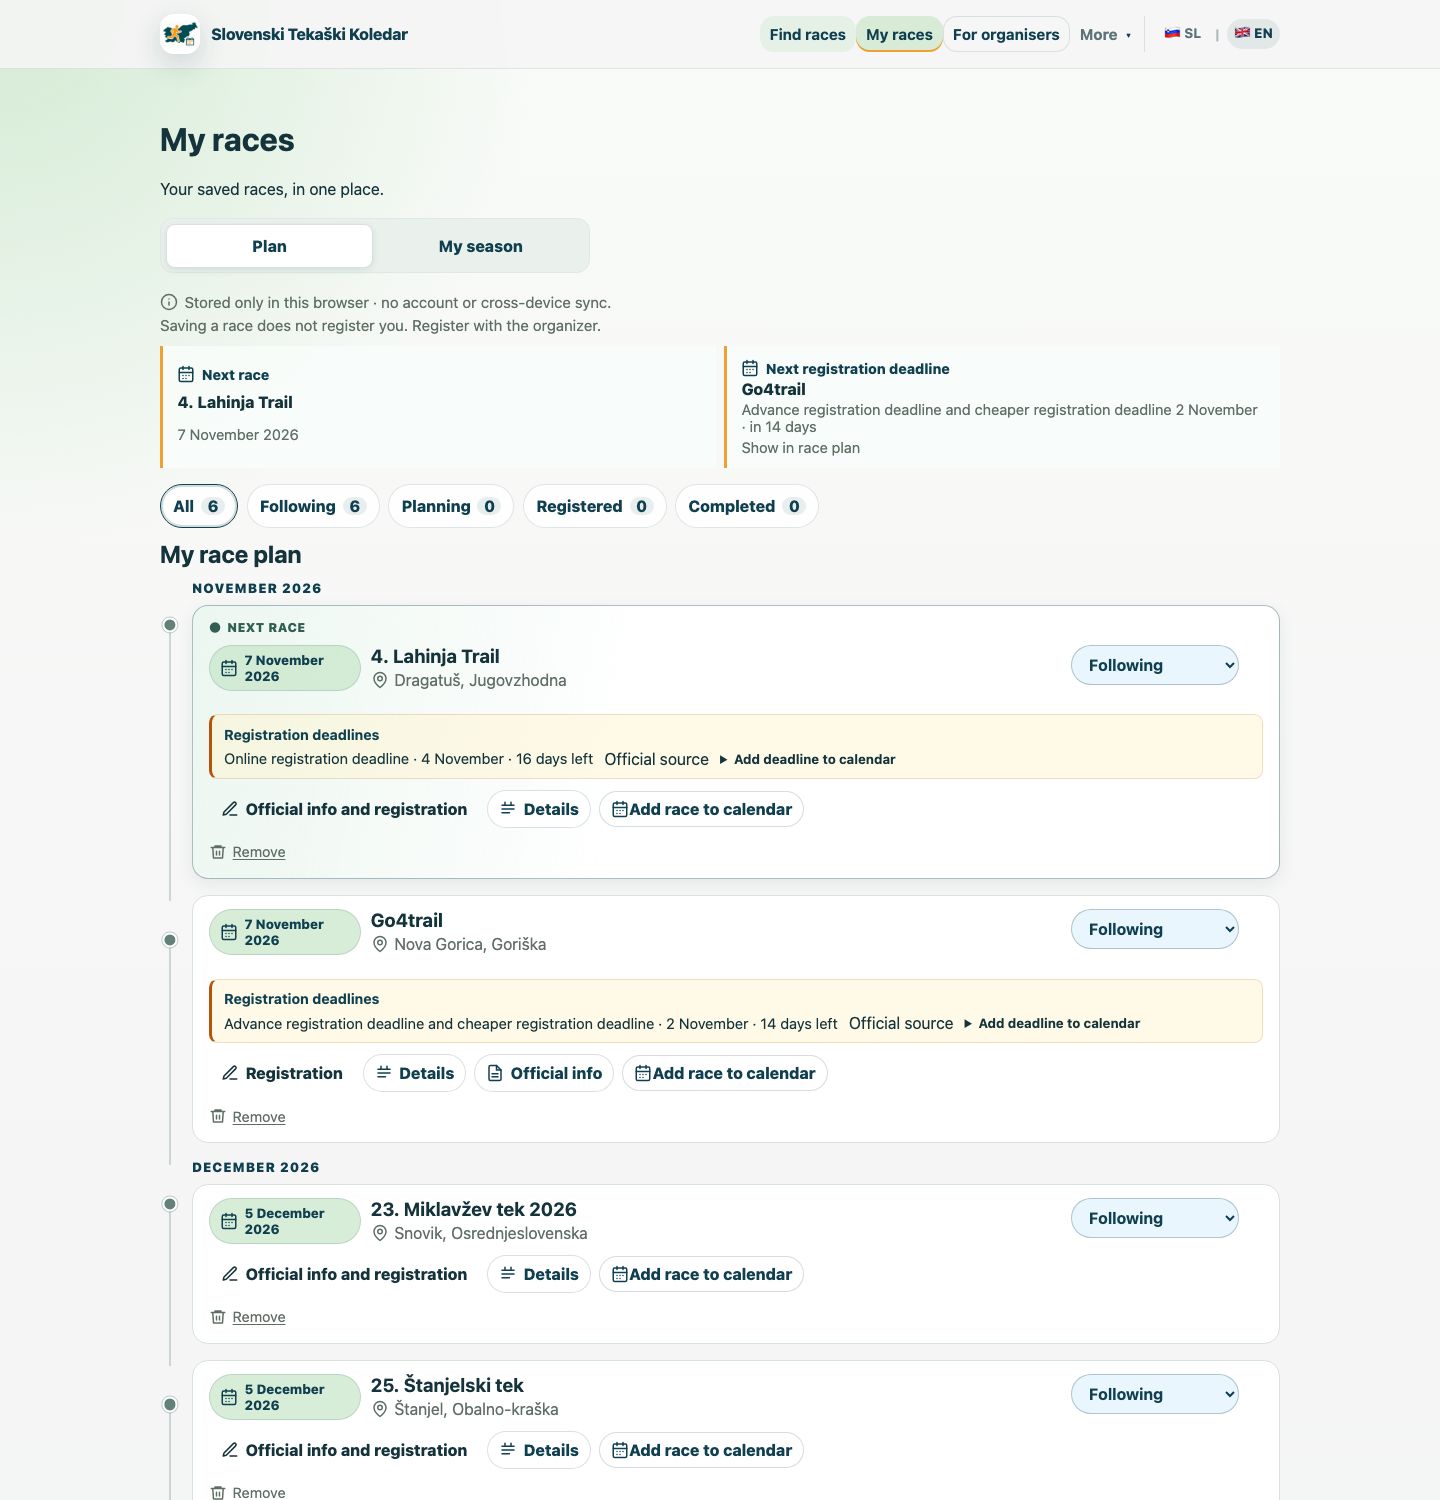 Slovenski Tekaški Koledar
Find races
My races
For organisers
More
SL
|
EN
My races
Your saved races, in one place.
Plan
My season
Stored only in this browser · no account or cross-device sync.
Saving a race does not register you. Register with the organizer.
Next race
4. Lahinja Trail
7 November 2026
Next registration deadline
Go4trail
Advance registration deadline and cheaper registration deadline 2 November
· in 14 days
Show in race plan
All 6
Following 6
Planning 0
Registered 0
Completed 0
My race plan
NOVEMBER 2026
NEXT RACE
7 November
2026
4. Lahinja Trail
Dragatuš, Jugovzhodna
Following
Registration deadlines
Online registration deadline · 4 November · 16 days left Official source Add deadline to calendar
Official info and registration
Details
Add race to calendar
Remove
7 November
2026
Go4trail
Nova Gorica, Goriška
Following
Registration deadlines
Advance registration deadline and cheaper registration deadline · 2 November · 14 days left Official source Add deadline to calendar
Registration
Details
Official info
Add race to calendar
Remove
DECEMBER 2026
5 December
2026
23. Miklavžev tek 2026
Snovik, Osrednjeslovenska
Following
Official info and registration
Details
Add race to calendar
Remove
5 December
2026
25. Štanjelski tek
Štanjel, Obalno-kraška
Following
Official info and registration
Details
Add race to calendar
Remove